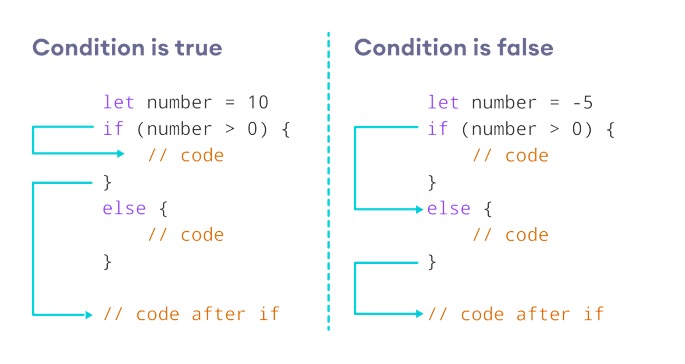 Condition is true
let number = 10
if (number > 0) {
// code
}
else {
// code
}
// code after if
Condition is false
let number = -5
if (number > 0) {
// code
}
else {
// code
}
// code after if